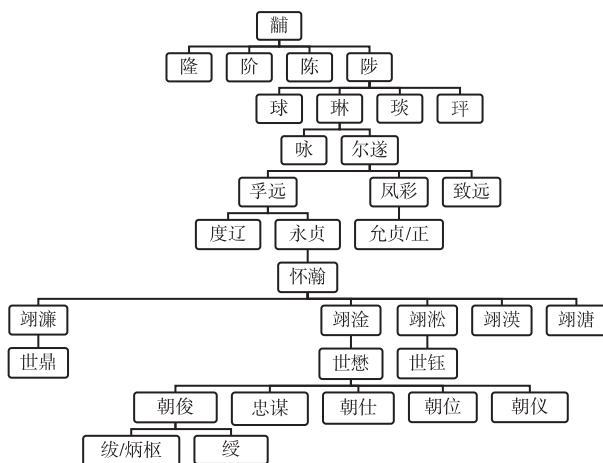 黼
隆 阶 陈 陟
球 琳 琰 玶
咏 尔遂
孚远 凤彩 致远
度辽 永贞 允贞/正
怀瀚
翊濂 翊淦 翊淞 翊渶 翊溏
世鼎 世懋 世钰
朝俊 忠谋 朝仕 朝位 朝仪
绂/炳枢 绶